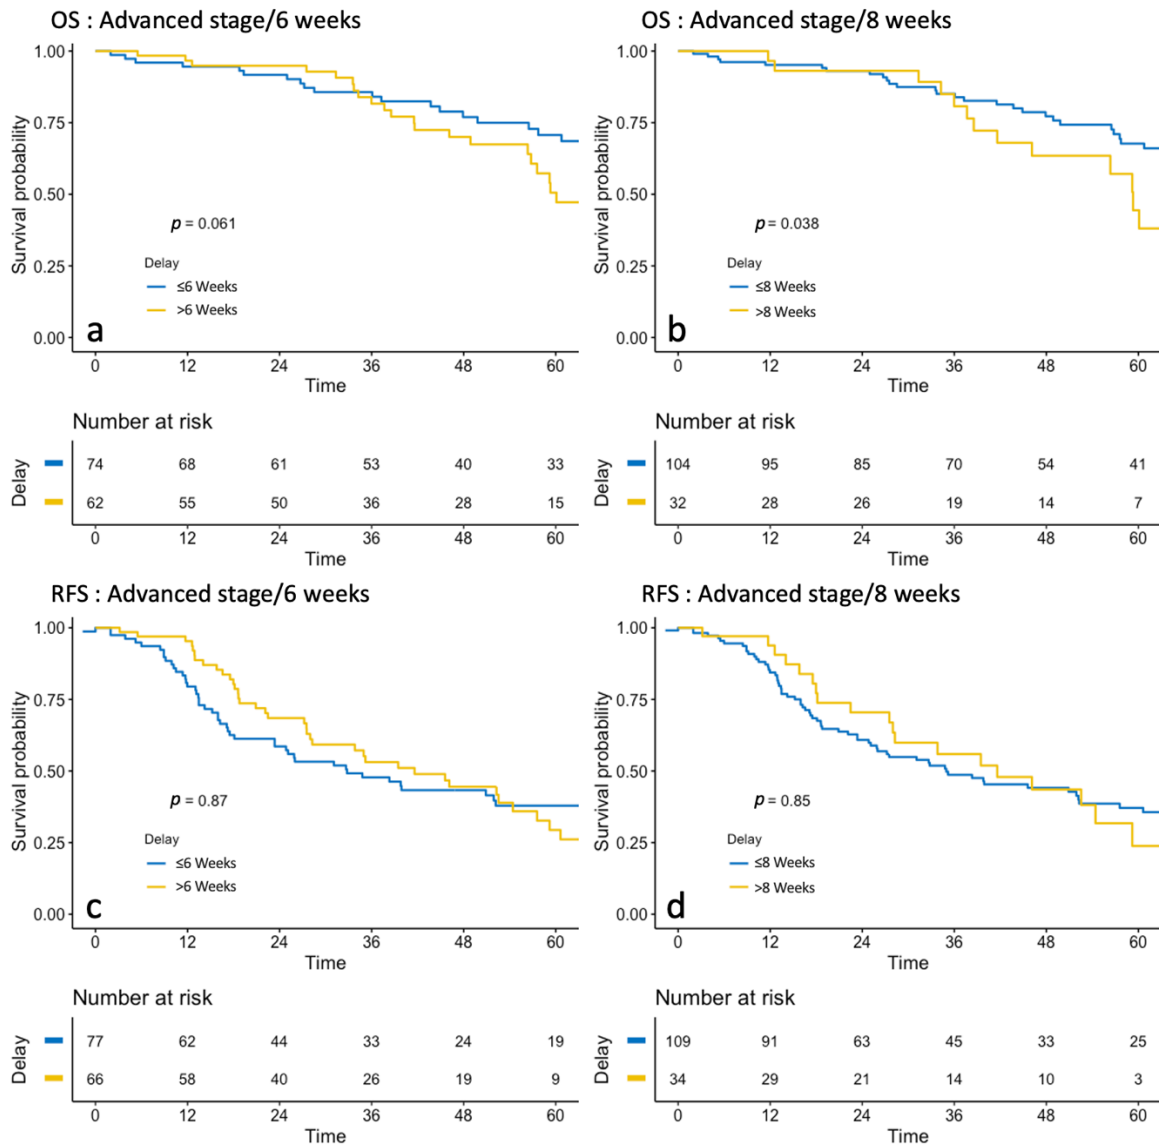 OS : Advanced stage/6 weeks
1.00
0.75
0.50
0.25
0.00
Survival probability
p = 0.061
Delay
≤6 Weeks
>6 Weeks
a
0 12 24 36 48 60
Time
Number at risk
Delay
74 68 61 53 40 33
62 55 50 36 28 15
0 12 24 36 48 60
Time
OS : Advanced stage/8 weeks
1.00
0.75
0.50
0.25
0.00
Survival probability
p = 0.038
Delay
≤8 Weeks
>8 Weeks
b
0 12 24 36 48 60
Time
Number at risk
Delay
104 95 85 70 54 41
32 28 26 19 14 7
0 12 24 36 48 60
Time
RFS : Advanced stage/6 weeks
1.00
0.75
0.50
0.25
0.00
Survival probability
p = 0.87
Delay
≤6 Weeks
>6 Weeks
c
0 12 24 36 48 60
Time
Number at risk
Delay
77 62 44 33 24 19
66 58 40 26 19 9
0 12 24 36 48 60
Time
RFS : Advanced stage/8 weeks
1.00
0.75
0.50
0.25
0.00
Survival probability
p = 0.85
Delay
≤8 Weeks
>8 Weeks
d
0 12 24 36 48 60
Time
Number at risk
Delay
109 91 63 45 33 25
34 29 21 14 10 3
0 12 24 36 48 60
Time